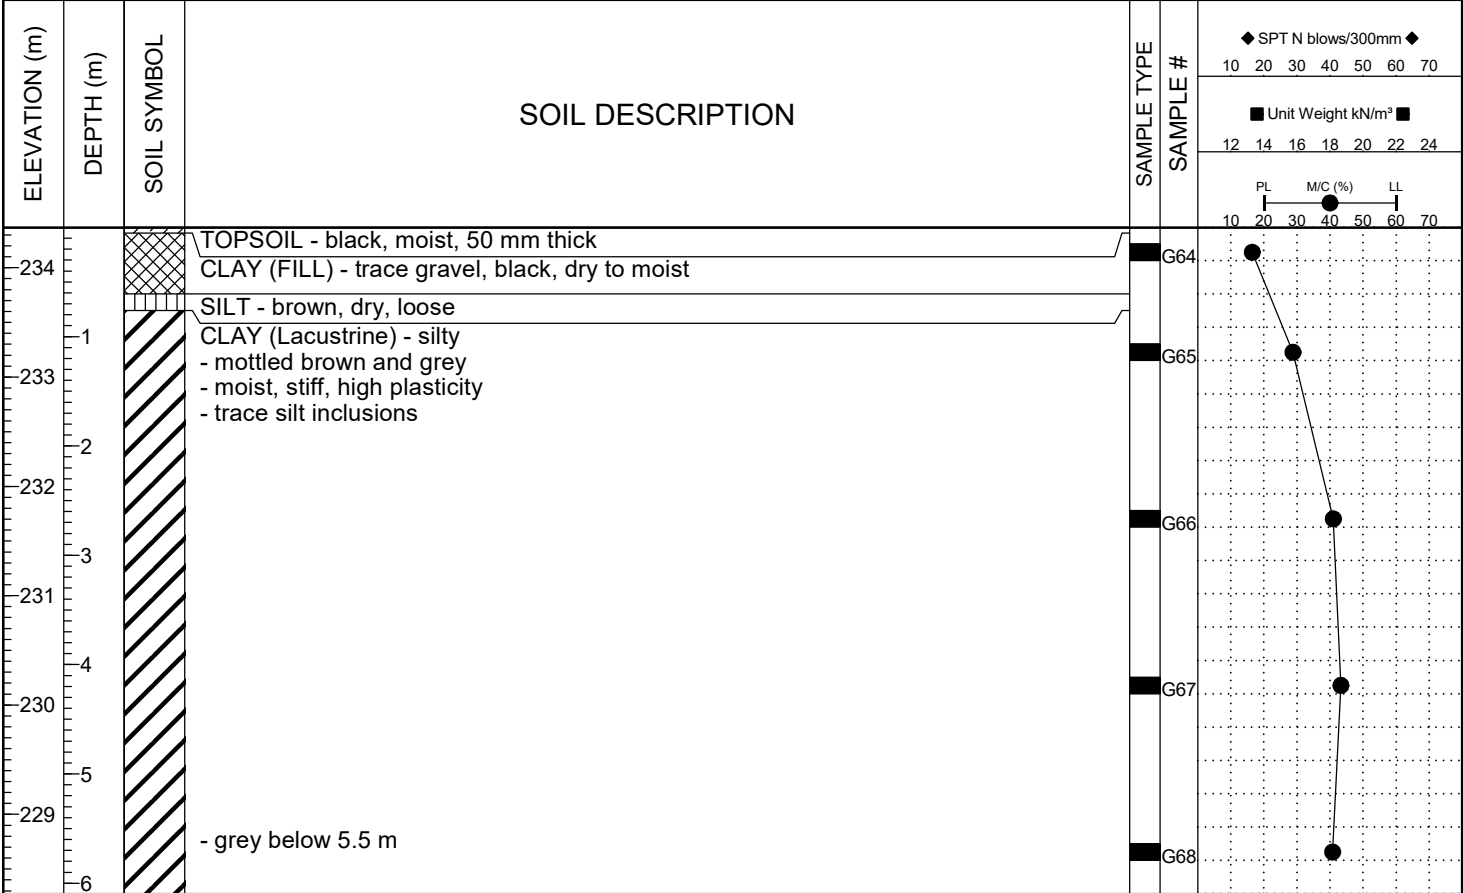 ELEVATION (m)
DEPTH (m)
SOIL SYMBOL
SOIL DESCRIPTION
SAMPLE TYPE
SAMPLE #
◆ SPT N blows/300mm ◆
10 20 30 40 50 60 70
■ Unit Weight kN/m³ ■
12 14 16 18 20 22 24
PL M/C (%) LL
10 20 30 40 50 60 70
TOPSOIL - black, moist, 50 mm thick
G64
234
CLAY (FILL) - trace gravel, black, dry to moist
SILT - brown, dry, loose
1
CLAY (Lacustrine) - silty
G65
- mottled brown and grey
233
- moist, stiff, high plasticity
- trace silt inclusions
2
232
G66
3
231
4
G67
230
5
229
- grey below 5.5 m
G68
6